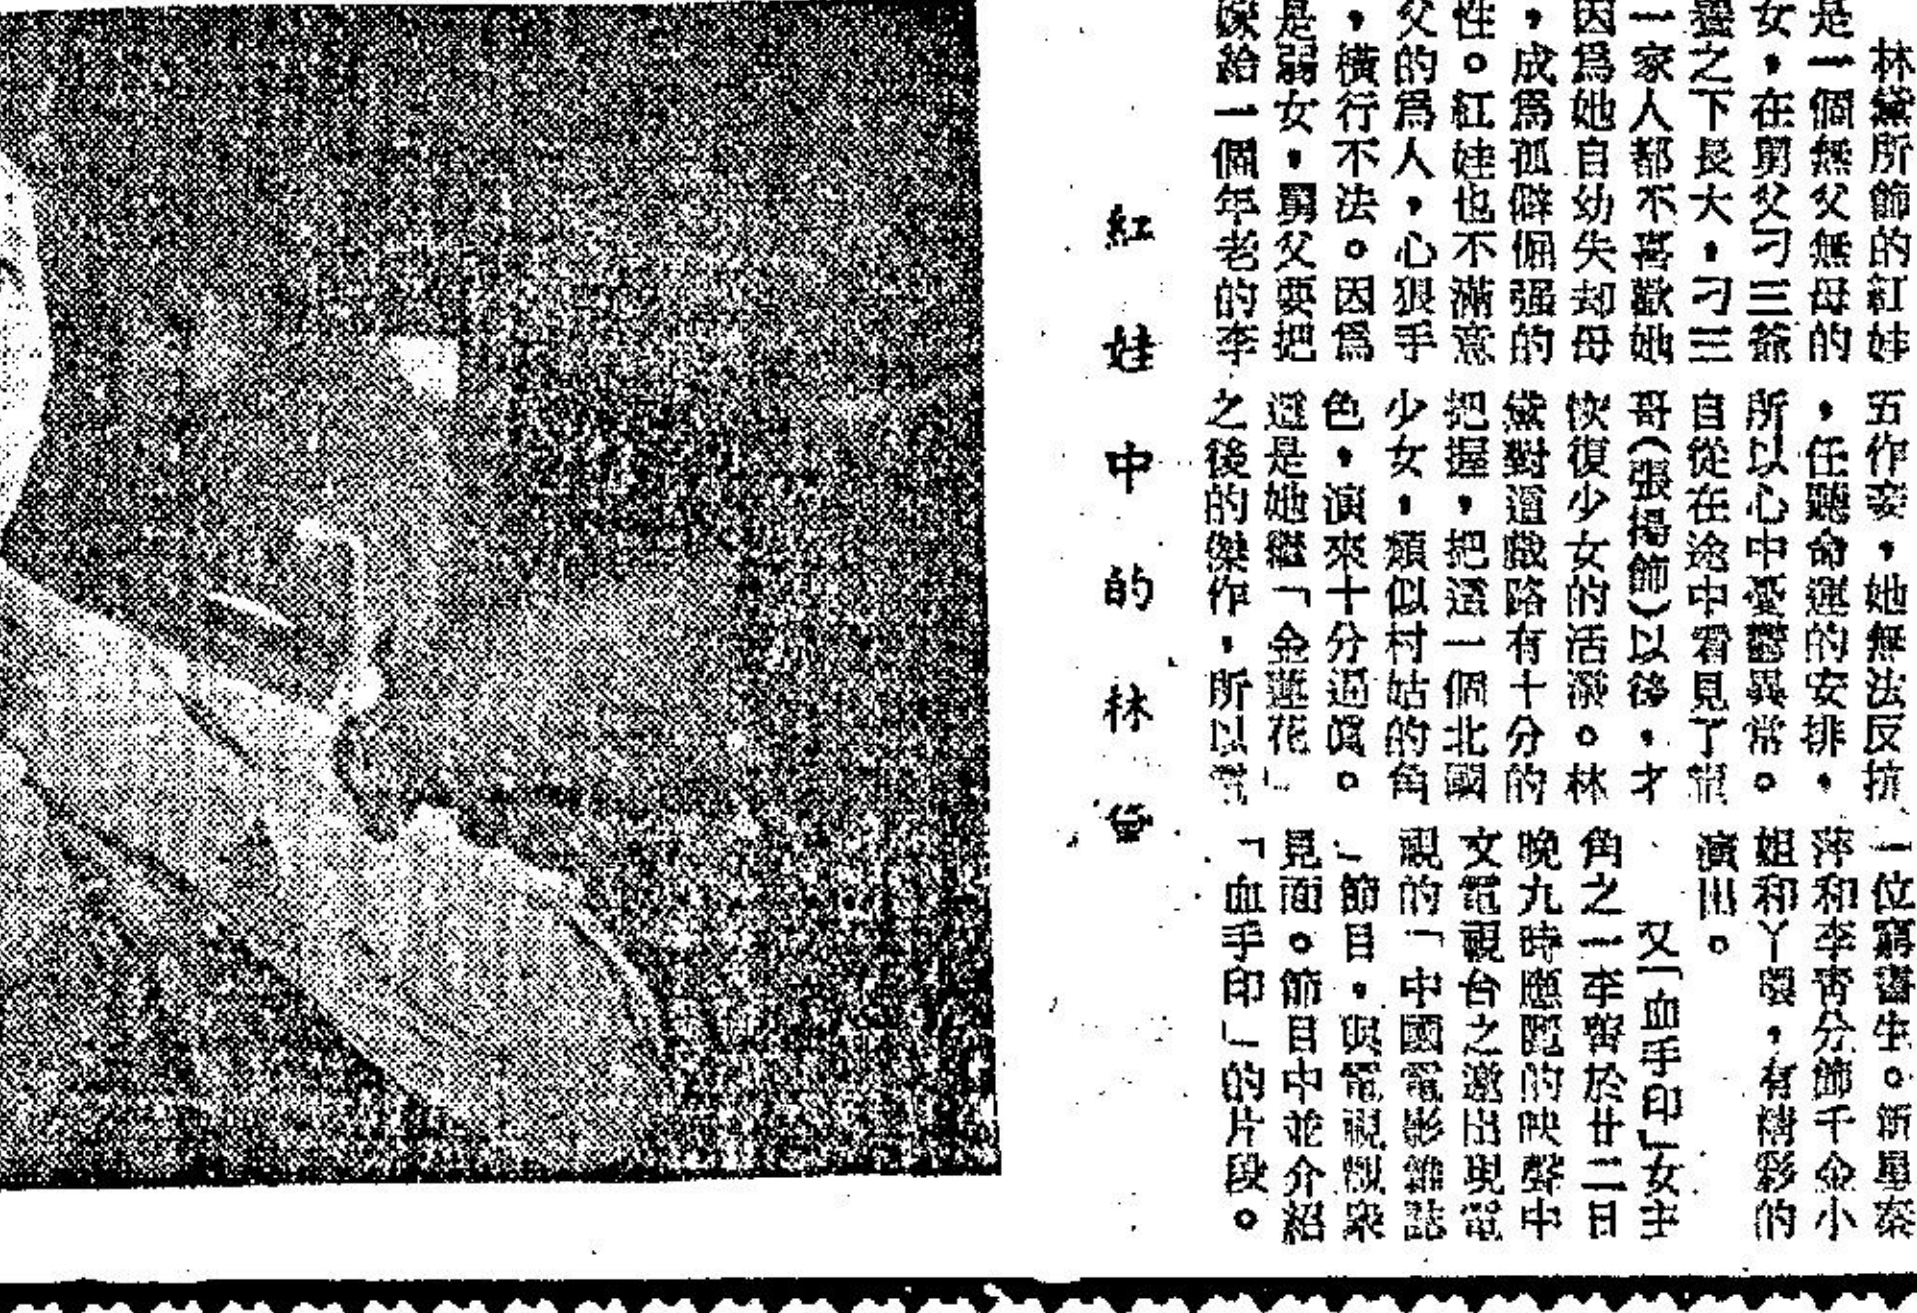 林黛所飾的紅娃
是一個無父無母的
女，在舅父刁三爺
養之下長大，刁三
一家人都不喜歡她
因爲她自幼失却母
，成爲孤僻倔强的
性。紅娃也不滿意
父的爲人，心狠手
，橫行不法。因爲
是弱女，舅父要把
嫁給一個年老的李
五作妾，她無法反抗
，任聽命運的安排，
所以心中憂鬱異常。
自從在途中看見了龍
哥（張揚飾）以後，才
恢復少女的活潑。林
黛對這戲路有十分的
把握，把這一個北國
少女，類似村姑的角
色，演來十分逼眞。
這是她繼「金蓮花」
之後的傑作，所以
一位窮書生。新星秦
萍和李菁分飾千金小
姐和丫環，有精彩的
演出。
又「血手印」女主
角之一李菁於廿二日
晚九時應麗的映聲中
文電視台之邀出現電
視的「中國電影雜誌
」節目，與電視觀衆
見面。節目中並介紹
「血手印」的片段。
紅娃中的林黛